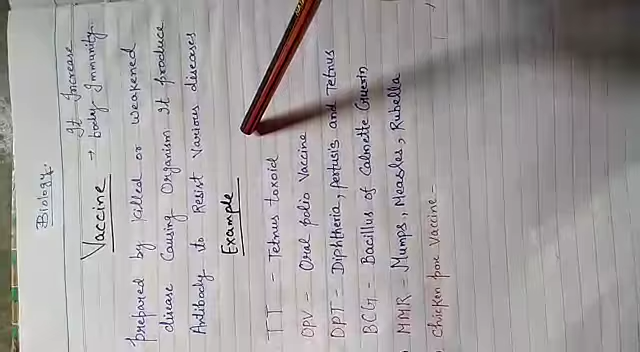 Biology.
Vaccine → It Increase
body Immunity.
prepared by killed or weakened
disease Causing Organism It produce
Antibody to Resist Various diseases
Example
TT - Tetnus toxoid
OPV - Oral polio Vaccine
DPT - Diphtheria, pertusis and Tetnus
BCG - Bacillus of Calmette Guerin
MMR - Mumps, Measles, Rubella
Chicken pox Vaccine -